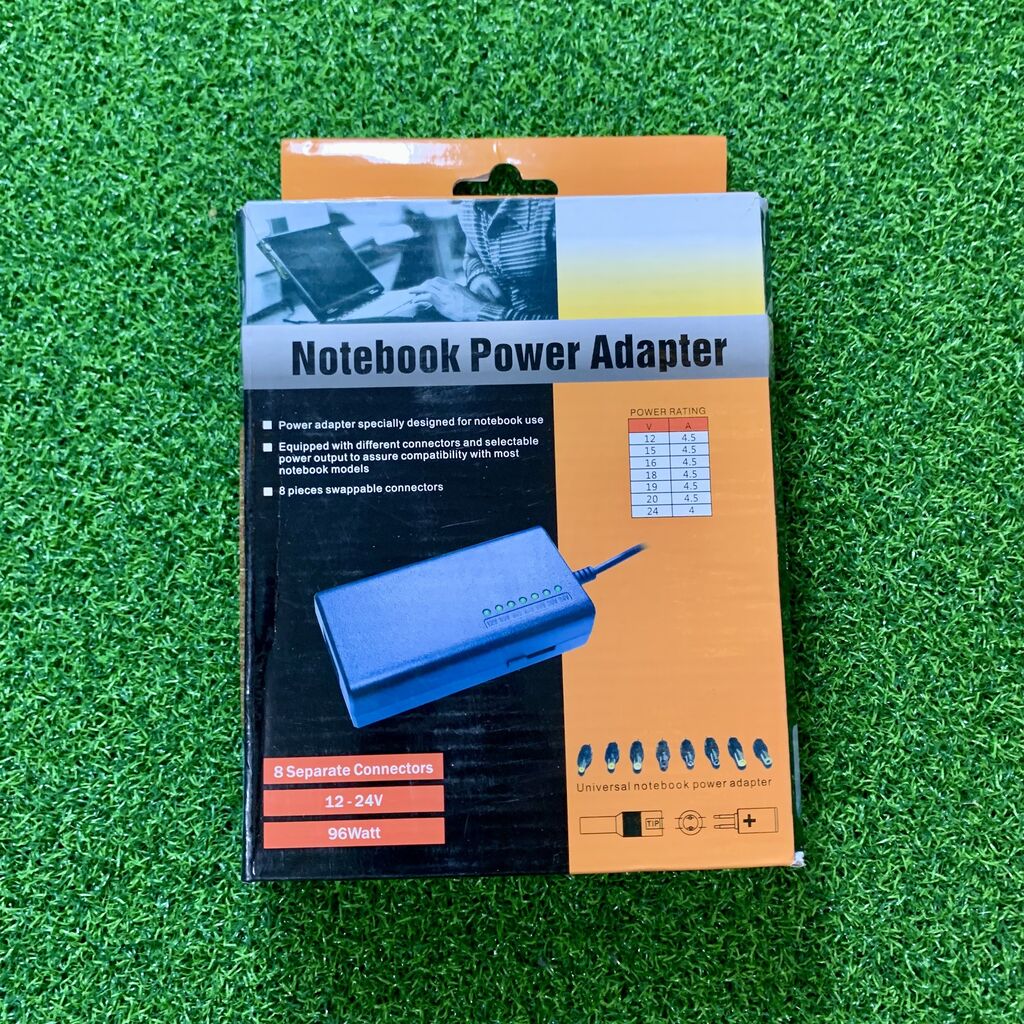 Notebook Power Adapter
Power adapter specially designed for notebook use
Equipped with different connectors and selectable
power output to assure compatibility with most
notebook models
8 pieces swappable connectors
POWER RATING
V A
12 4.5
15 4.5
16 4.5
18 4.5
19 4.5
20 4.5
24 4
8 Separate Connectors
12-24V
96Watt
Universal notebook power adapter
TIP
+